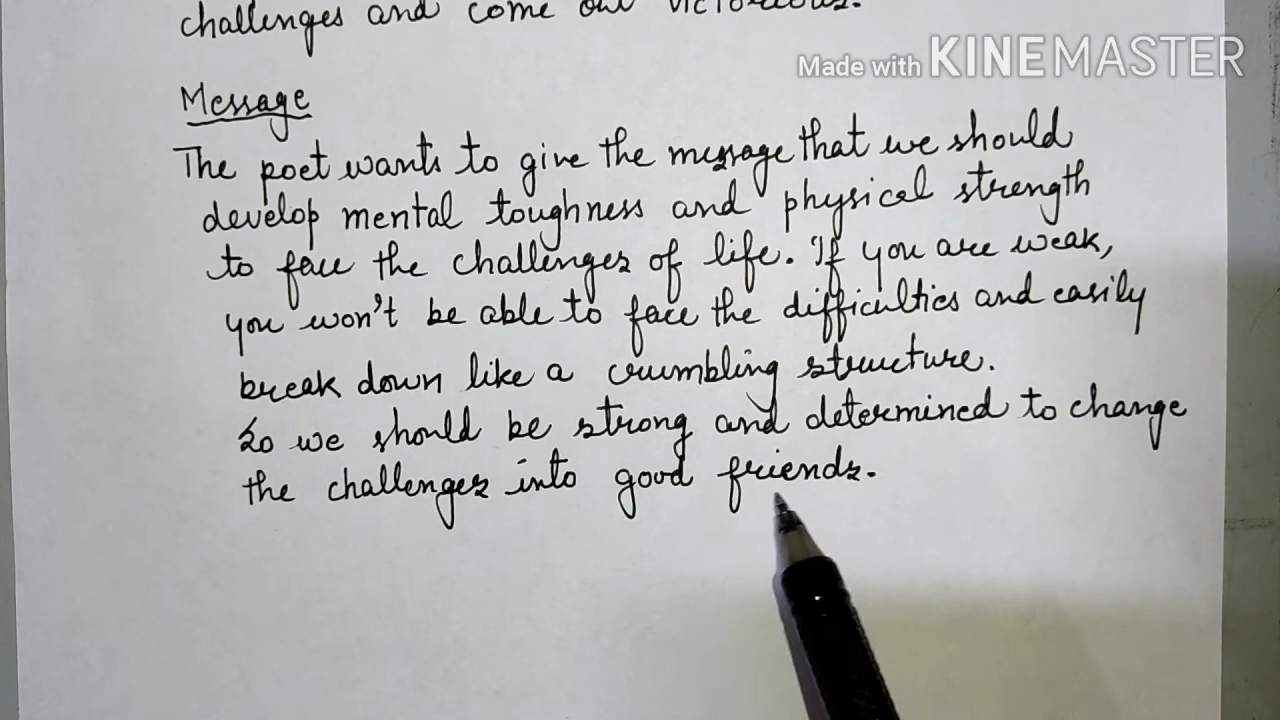 challenges and come out victorious.
Made with KINEMASTER
Message
The poet wants to give the message that we should
develop mental toughness and physical strength
to face the challenges of life. If you are weak,
you won't be able to face the difficulties and easily
break down like a crumbling structure.
So we should be strong and determined to change
the challenges into good friends.